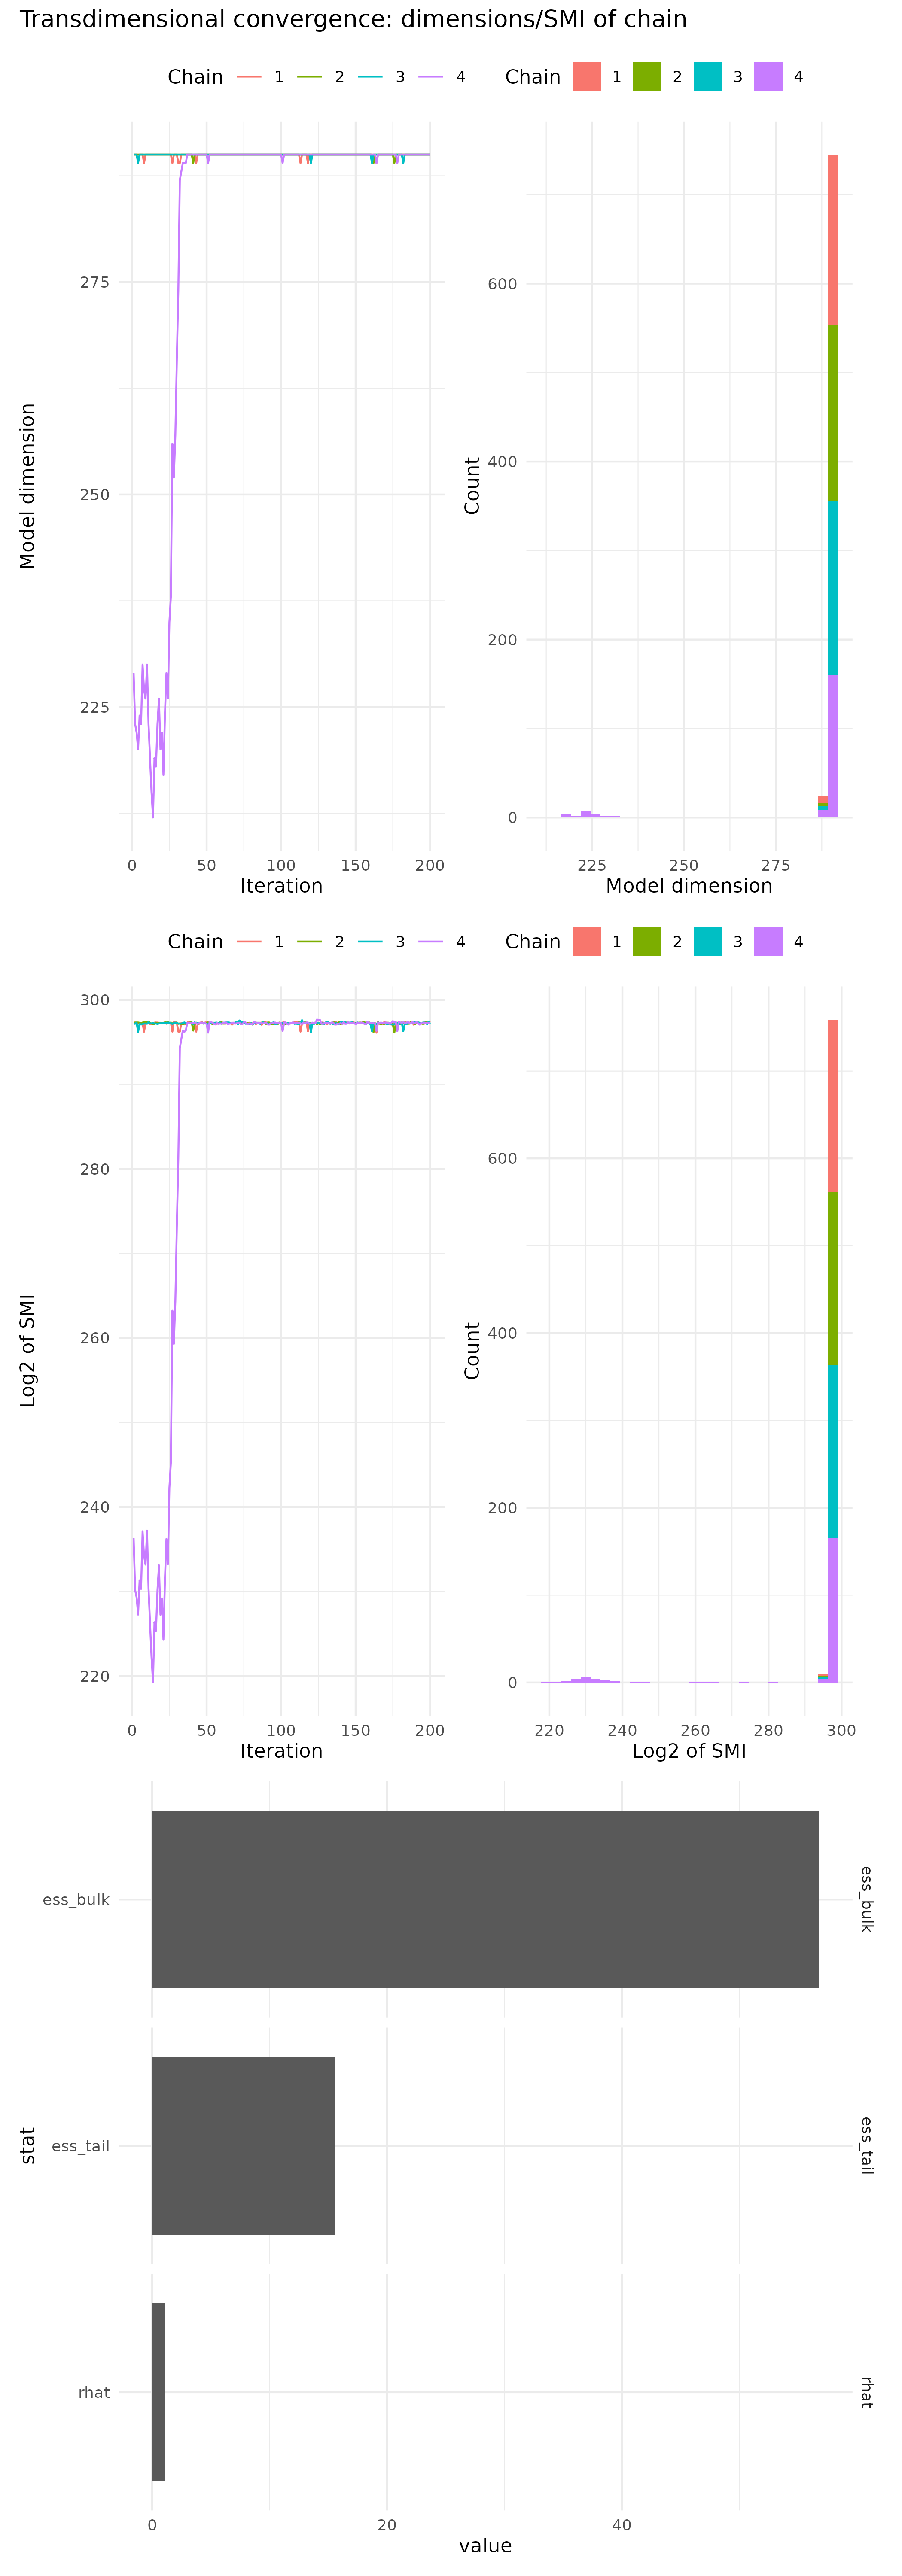 Transdimensional convergence: dimensions/SMI of chain
Chain 1 2 3 4
Chain 1 2 3 4
Model dimension
275
250
225
0 50 100 150 200
Iteration
Count
600
400
200
0
225 250 275
Model dimension
Chain 1 2 3 4
Chain 1 2 3 4
Log2 of SMI
300
280
260
240
220
0 50 100 150 200
Iteration
Count
600
400
200
0
220 240 260 280 300
Log2 of SMI
stat
ess_bulk
ess_bulk
ess_tail
ess_tail
rhat
rhat
0 20 40
value